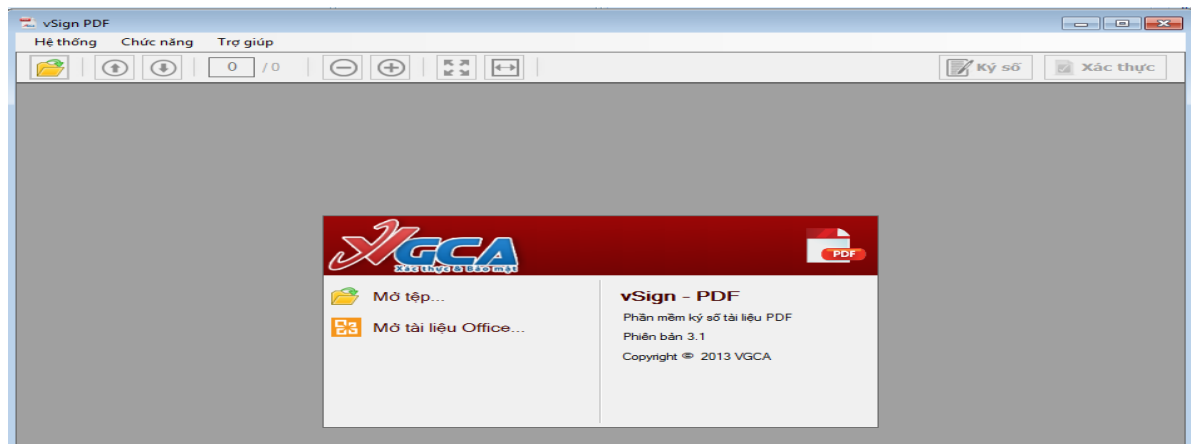 vSign PDF
Hệ thống Chức năng Trợ giúp
0 / 0 Ký số Xác thực
VGCA
Xác thực & Bảo mật
PDF
Mở tệp...
Mở tài liệu Office...
vSign - PDF
Phần mềm ký số tài liệu PDF
Phiên bản 3.1
Copyright © 2013 VGCA